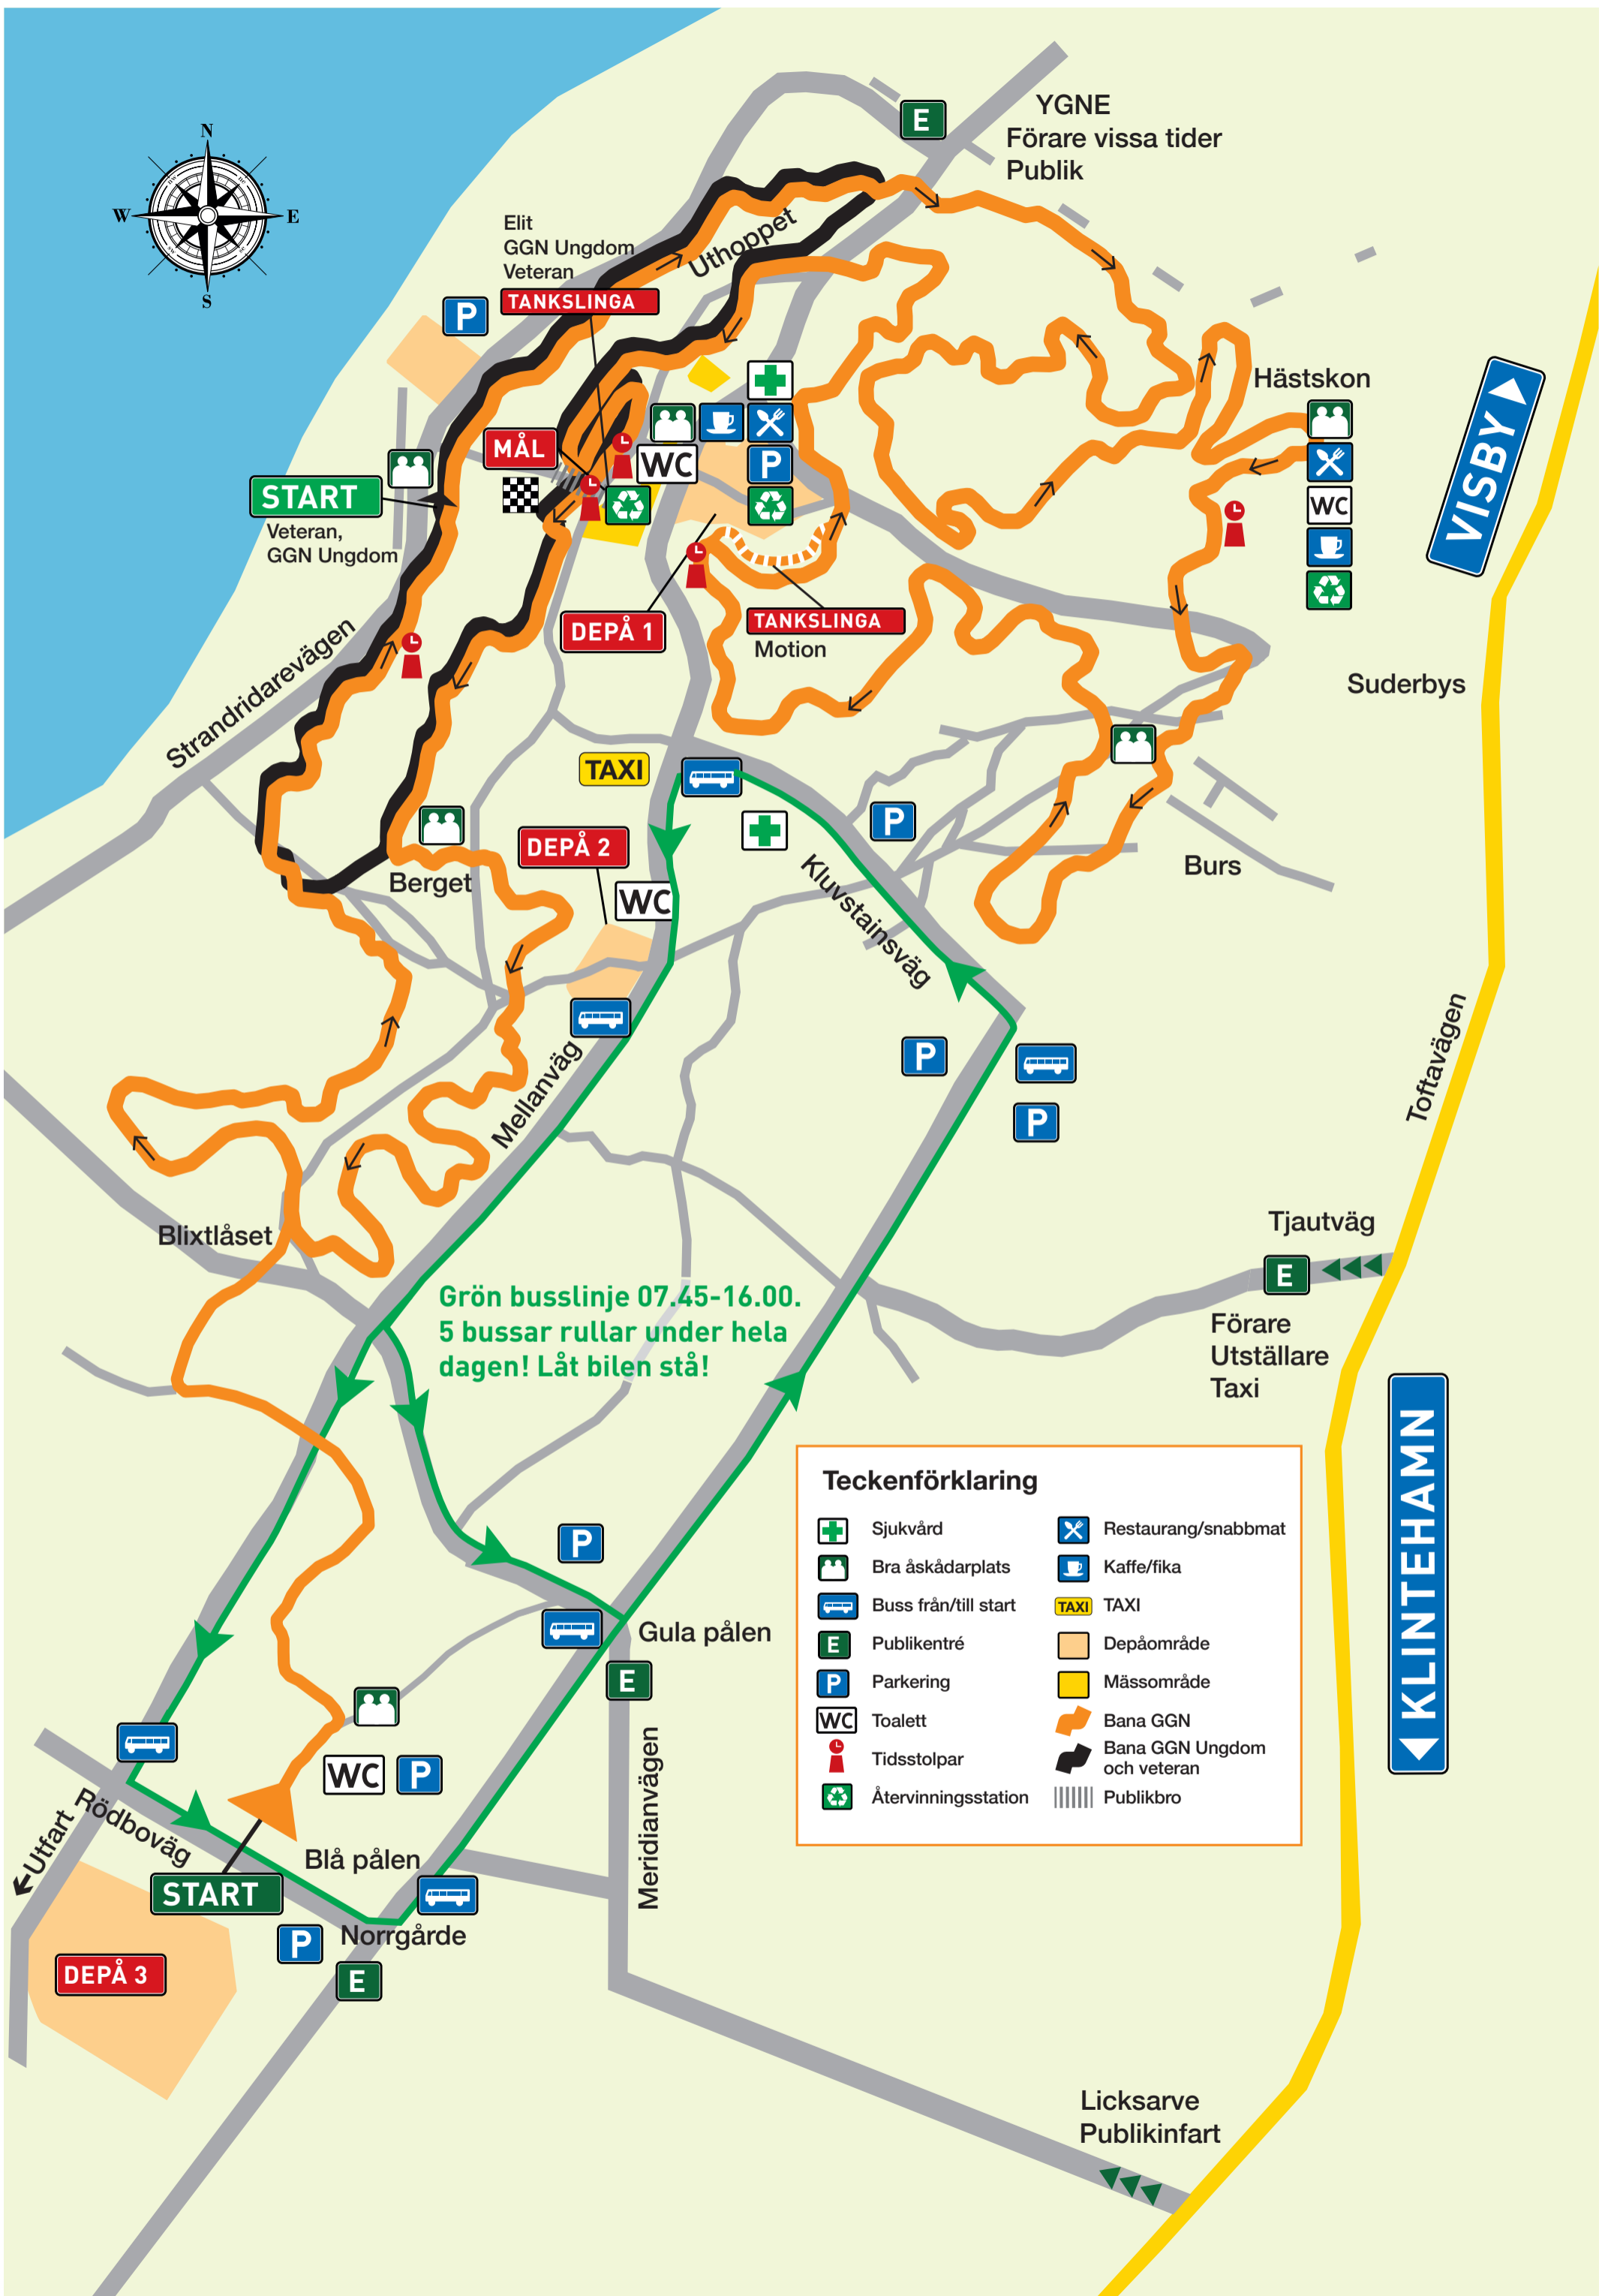 N
W
E
S
E
YGNE
Förare vissa tider
Publik
Elit
GGN Ungdom
Veteran
TANKSLINGA
Uthoppet
P
Hästskon
VISBY
MÅL
WC
P
START
Veteran,
GGN Ungdom
WC
DEPÅ 1
TANKSLINGA
Motion
Strandridarevägen
Suderbys
TAXI
P
DEPÅ 2
Berget
Burs
WC
Kluvstainsväg
Mellanväg
P
P
Toftavägen
Blixtlåset
Tjautväg
E
Förare
Utställare
Taxi
Grön busslinje 07.45-16.00.
5 bussar rullar under hela
dagen! Låt bilen stå!
KLINTEHAMN
P
Gula pålen
E
Teckenförklaring
Sjukvård
Bra åskådarplats
Buss från/till start
E Publikentré
P Parkering
WC Toalett
Tidsstolpar
Återvinningsstation
Restaurang/snabbmat
Kaffe/fika
TAXI TAXI
Depåområde
Mässområde
Bana GGN
Bana GGN Ungdom
och veteran
Publikbro
WC
P
Meridianvägen
Rödboväg
Utfart
Blå pålen
START
P
Norrgårde
E
DEPÅ 3
Licksarve
Publikinfart